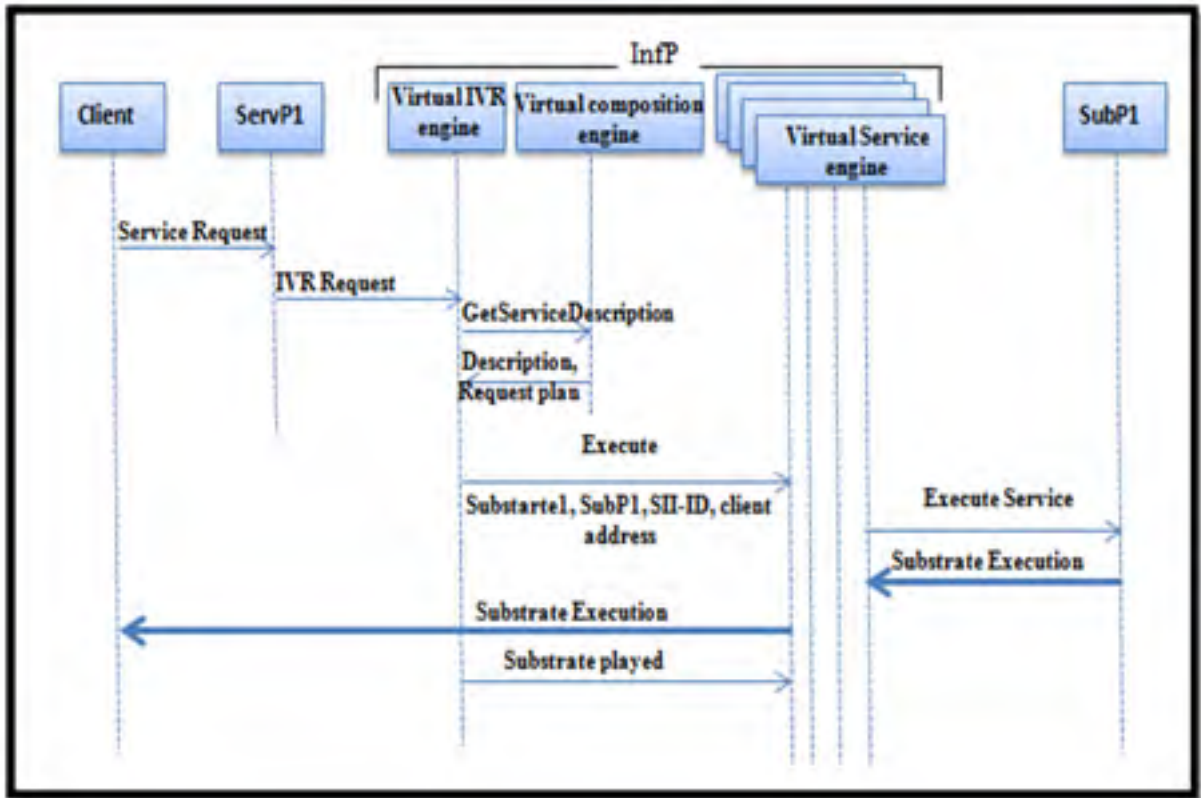 InfP
Client
ServP1
Virtual IVR
engine
Virtual composition
engine
Virtual Service
engine
SubP1
Service Request
IVR Request
GetServiceDescription
Description,
Request plan
Execute
Substarte1, SubP1, SII-ID, client
address
Execute Service
Substrate Execution
Substrate Execution
Substrate played